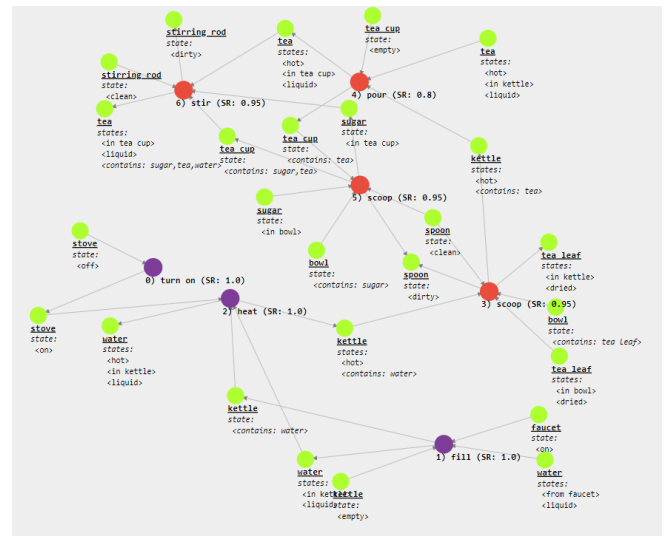 stirring rod
state:
<dirty>
tea
states:
<hot>
<in tea cup>
<liquid>
tea cup
state:
<empty>
tea
states:
<hot>
<in kettle>
<liquid>
stirring rod
state:
<clean>
6) stir (SR: 0.95)
4) pour (SR: 0.8)
tea
states:
<in tea cup>
<liquid>
<contains: sugar,tea,water>
tea cup
state:
<contains: sugar,tea>
tea cup
state:
<contains: tea>
sugar
state:
<in tea cup>
kettle
states:
<hot>
<contains: tea>
5) scoop (SR: 0.95)
sugar
state:
<in bowl>
spoon
state:
<clean>
stove
state:
<off>
bowl
state:
<contains: sugar>
spoon
state:
<dirty>
tea leaf
states:
<in kettle>
<dried>
0) turn on (SR: 1.0)
2) heat (SR: 1.0)
3) scoop (SR: 0.95)
stove
state:
<on>
water
states:
<hot>
<in kettle>
<liquid>
kettle
states:
<hot>
<contains: water>
bowl
state:
<contains: tea leaf>
tea leaf
states:
<in bowl>
<dried>
kettle
state:
<contains: water>
faucet
state:
<on>
1) fill (SR: 1.0)
water
states:
<in kettle>
<liquid>
kettle
state:
<empty>
water
states:
<from faucet>
<liquid>